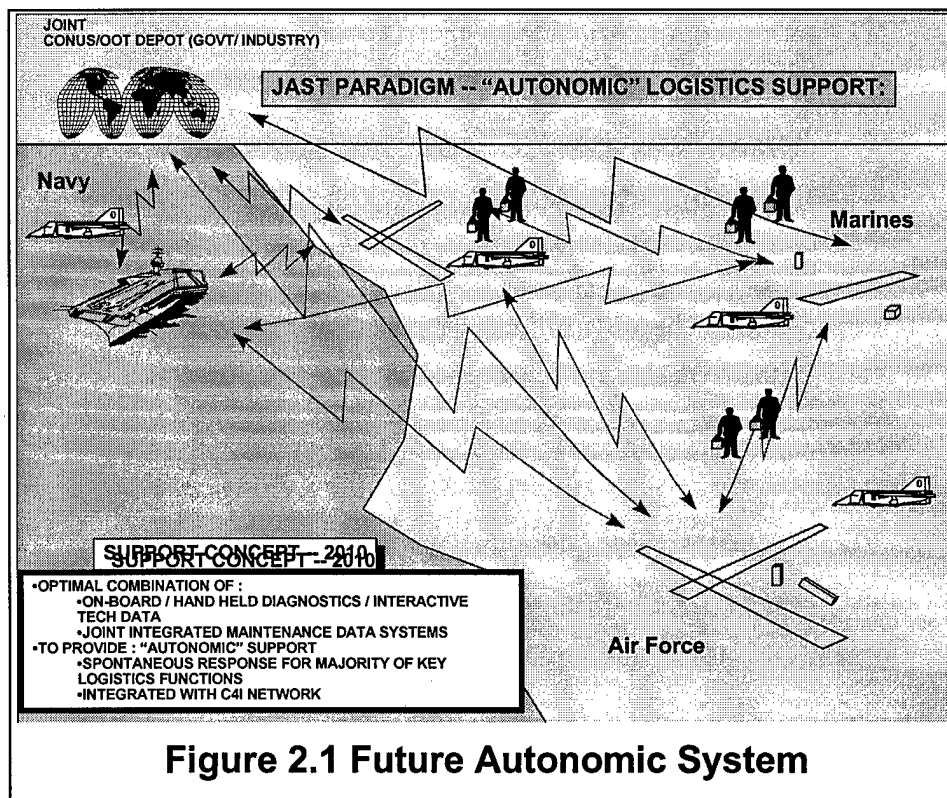 JOINT
CONUS/OOT DEPOT (GOVT/ INDUSTRY)
JAST PARADIGM -- “AUTONOMIC” LOGISTICS SUPPORT:
Navy
Marines
SUPPORT CONCEPT -- 2010
•OPTIMAL COMBINATION OF :
•ON-BOARD / HAND HELD DIAGNOSTICS / INTERACTIVE
TECH DATA
•JOINT INTEGRATED MAINTENANCE DATA SYSTEMS
•TO PROVIDE : “AUTONOMIC” SUPPORT
•SPONTANEOUS RESPONSE FOR MAJORITY OF KEY
LOGISTICS FUNCTIONS
•INTEGRATED WITH C4I NETWORK
Air Force
Figure 2.1 Future Autonomic System